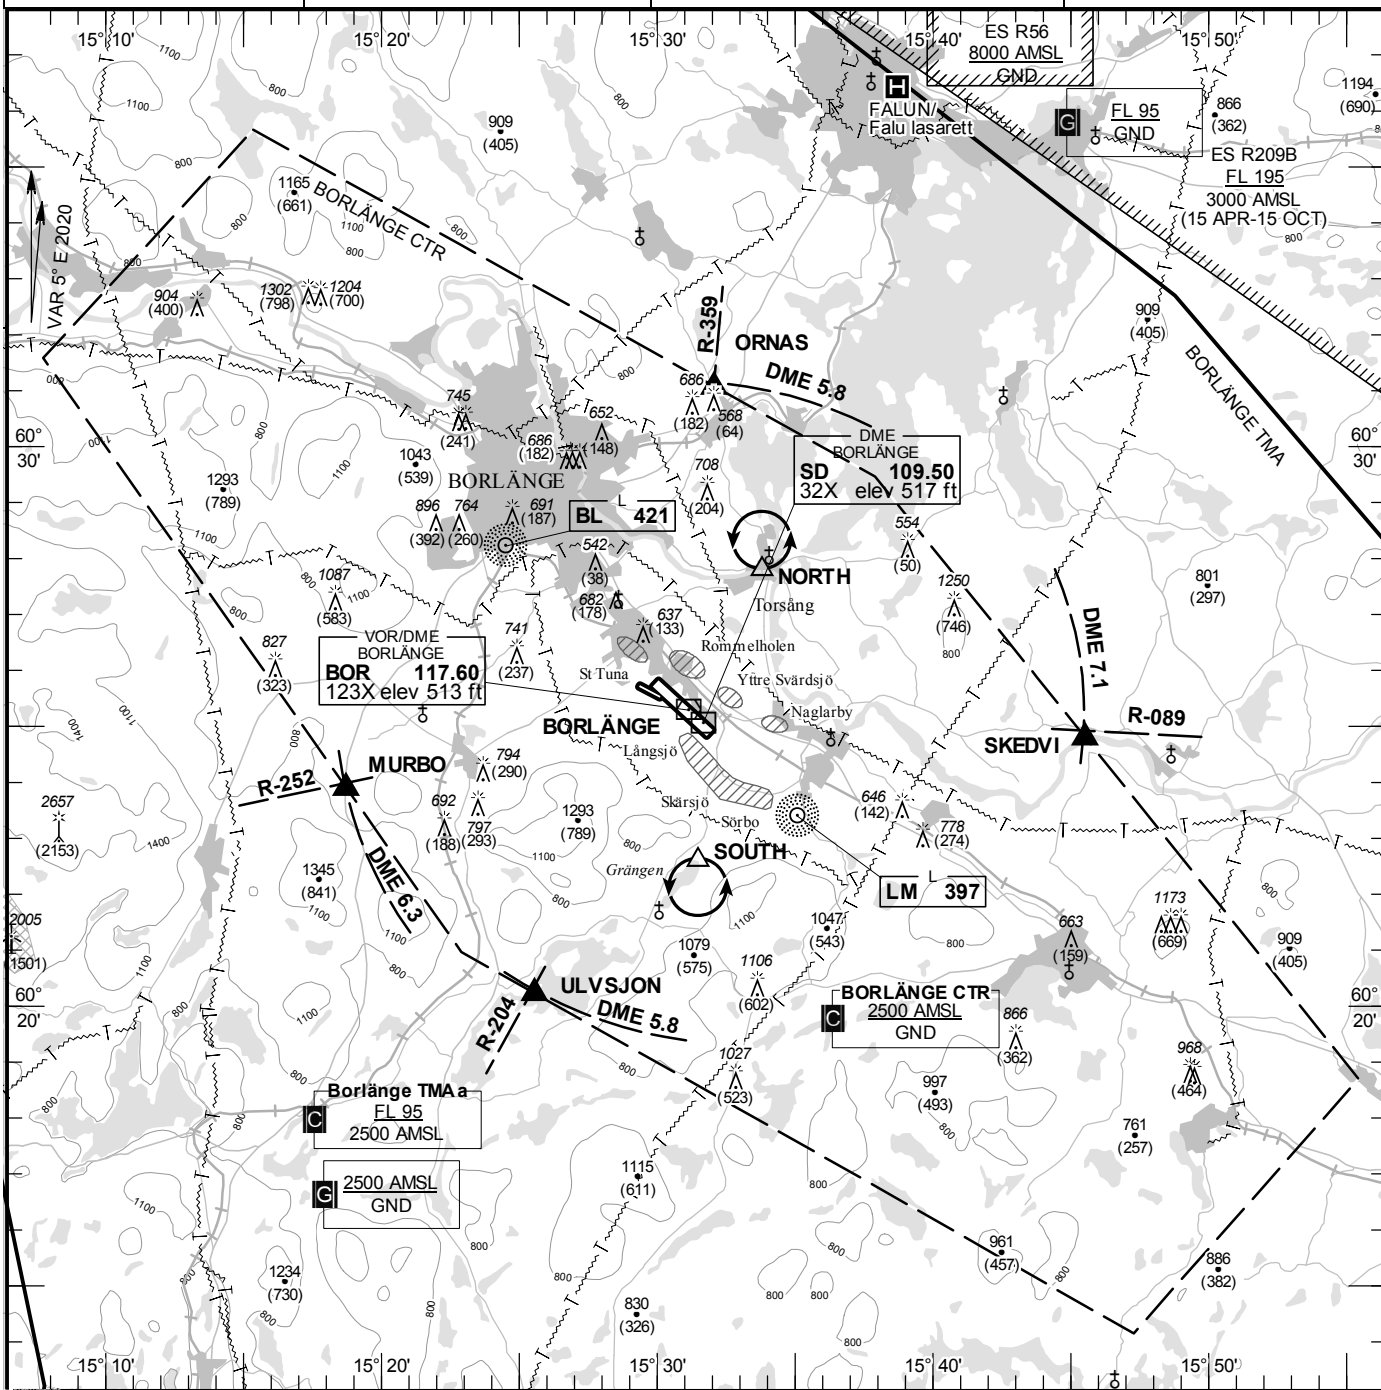 15°10'
15°20'
15°30'
15°40'
15°50'
ES R56
8000 AMSL
GND
H
FALUN/
Falu lasarett
G
FL 95
GND
866
(362)
1194
(690)
ES R209B
FL 195
3000 AMSL
(15 APR-15 OCT)
909
(405)
1165
(661)
BORLÄNGE CTR
VAR 5° E 2020
904
(400)
1302
(798)
1204
(700)
R-359
ORNAS
DME 5.8
909
(405)
BORLÄNGE TMA
745
(241)
652
(148)
686
(182)
686
(182)
568
(64)
1043
(539)
60°
30'
60°
30'
DME
BORLÄNGE
SD 109.50
32X elev 517 ft
708
(204)
1293
(789)
BORLÄNGE
896
(392)
764
(260)
691
(187)
L
BL 421
554
(50)
542
(38)
NORTH
Torsång
1250
(746)
801
(297)
1087
(583)
682
(178)
637
(133)
DME 7.1
827
(323)
VOR/DME
BORLÄNGE
BOR 117.60
123X elev 513 ft
741
(237)
Rommelholen
St Tuna
Yttre Svärdsjö
Naglarby
BORLÄNGE
R-089
SKEDVI
Långsjö
MURBO
R-252
794
(290)
692
(188)
797
(293)
1293
(789)
Skärsjö
Sörbo
646
(142)
778
(274)
2657
(2153)
SOUTH
Grängen
DME 6.3
1345
(841)
L
LM 397
2005
(1501)
1047
(543)
663
(159)
1173
(669)
909
(405)
1079
(575)
1106
(602)
ULVSJON
R-204
DME 5.8
BORLÄNGE CTR
C
2500 AMSL
GND
866
(362)
60°
20'
60°
20'
1027
(523)
968
(464)
997
(493)
761
(257)
Borlänge TMA a
C
FL 95
2500 AMSL
G
2500 AMSL
GND
1115
(611)
961
(457)
886
(382)
1234
(730)
830
(326)
15°10'
15°20'
15°30'
15°40'
15°50'